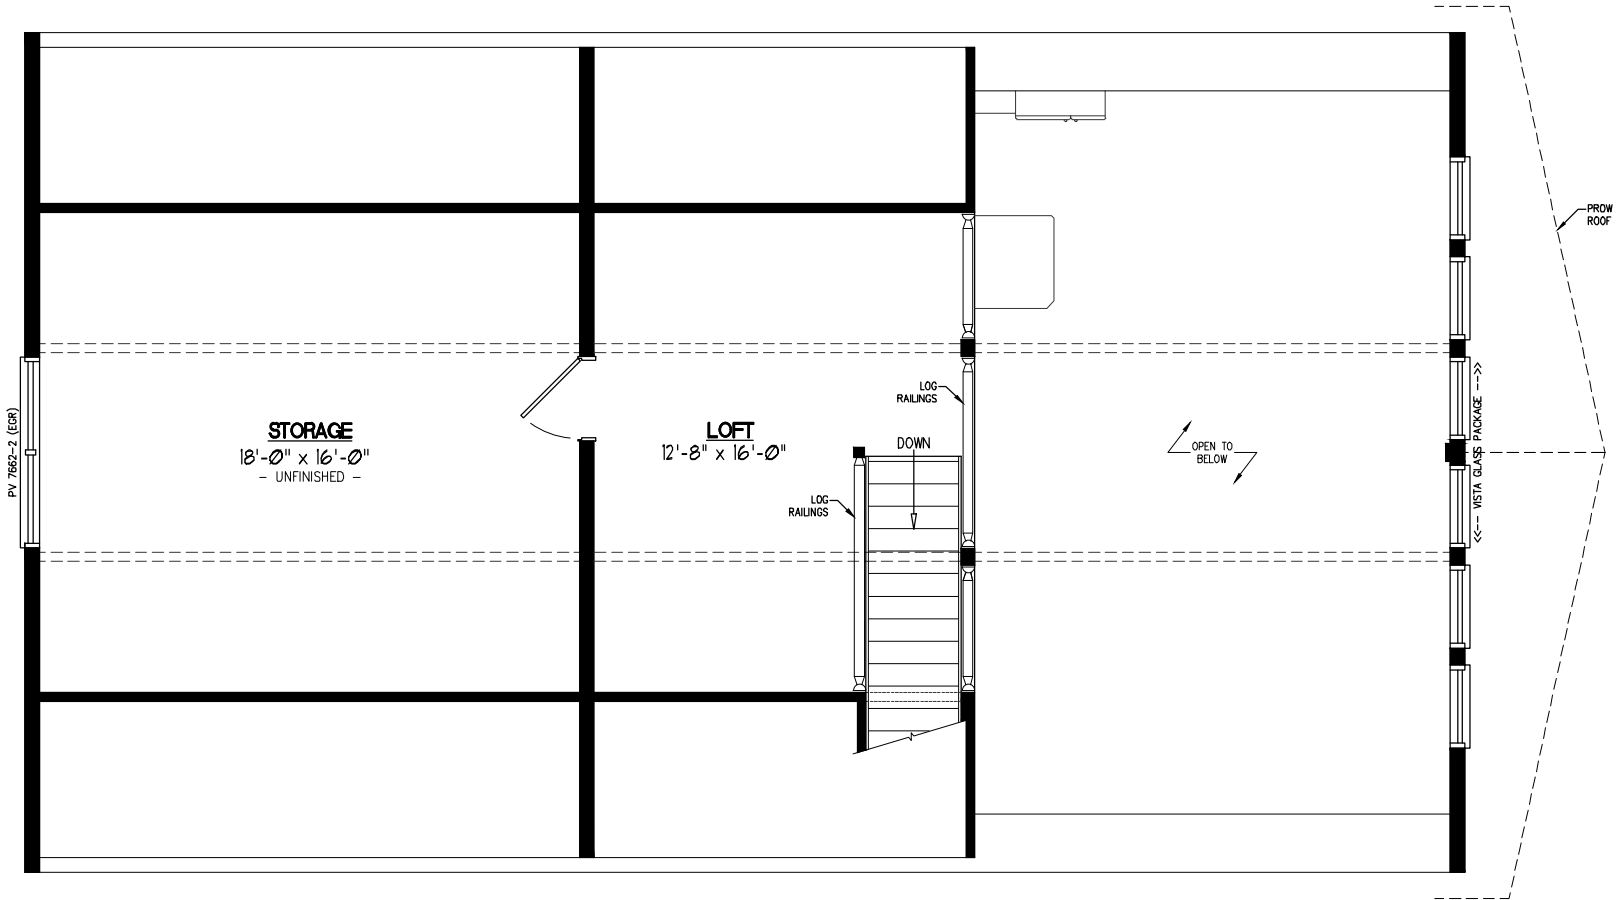 PROW
ROOF
LOG
RAILINGS
PV 7662-2 (EGR)
STORAGE
18'-0" x 16'-0"
- UNFINISHED -
LOFT
12'-8" x 16'-0"
DOWN
OPEN TO
BELOW
<<-- VISTA GLASS PACKAGE -->>
LOG
RAILINGS